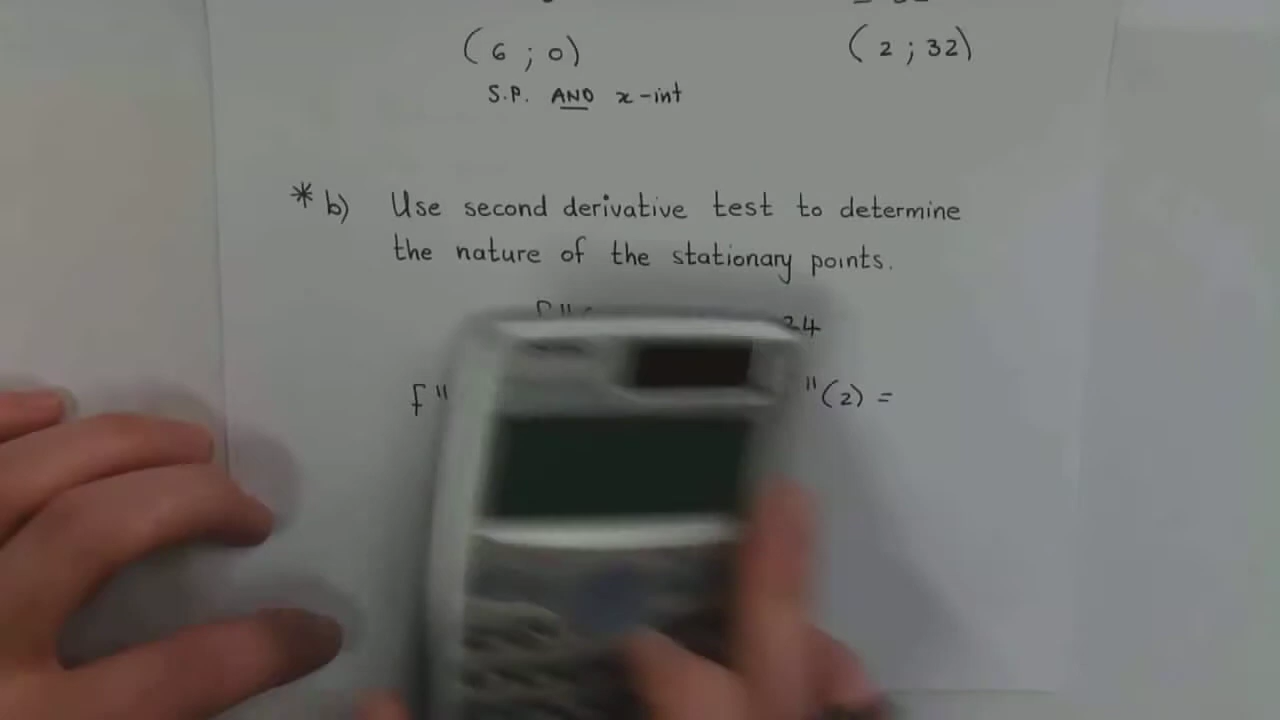 (6 ; 0) (2 ; 32)
S.P. AND x-int
* b) Use second derivative test to determine
the nature of the stationary points.
f'' 24
f'' ''(2) =